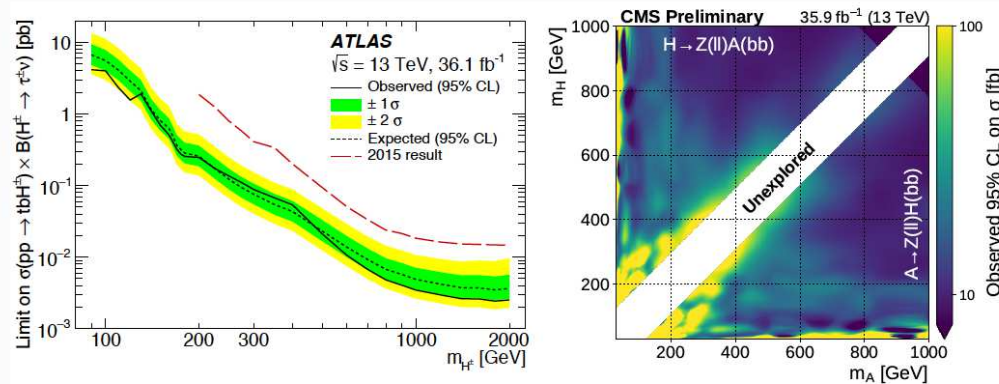 Limit on σ(pp → tbH±) × B(H± → τ±ν) [pb]
10
1
10⁻¹
10⁻²
10⁻³
ATLAS
√s = 13 TeV, 36.1 fb⁻¹
Observed (95% CL)
± 1σ
± 2σ
Expected (95% CL)
2015 result
100
200
300
1000
2000
m_H± [GeV]
CMS Preliminary
35.9 fb⁻¹ (13 TeV)
m_H [GeV]
1000
800
600
400
200
H→Z(ll)A(bb)
Unexplored
A→Z(ll)H(bb)
200
400
600
800
1000
m_A [GeV]
100
10
Observed 95% CL on σ [fb]